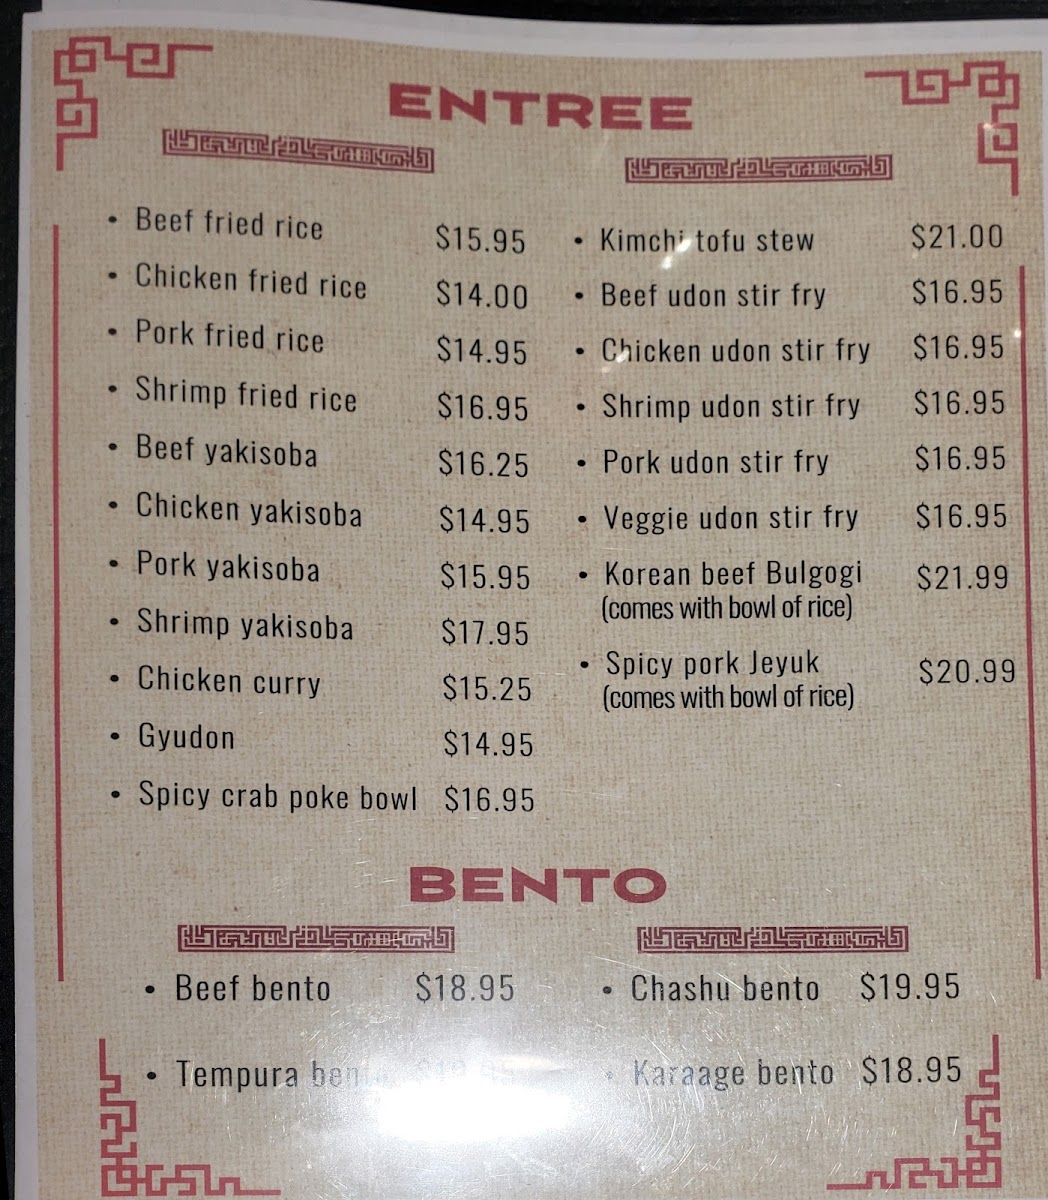 ENTREE
• Beef fried rice $15.95
• Chicken fried rice $14.00
• Pork fried rice $14.95
• Shrimp fried rice $16.95
• Beef yakisoba $16.25
• Chicken yakisoba $14.95
• Pork yakisoba $15.95
• Shrimp yakisoba $17.95
• Chicken curry $15.25
• Gyudon $14.95
• Spicy crab poke bowl $16.95
• Kimchi tofu stew $21.00
• Beef udon stir fry $16.95
• Chicken udon stir fry $16.95
• Shrimp udon stir fry $16.95
• Pork udon stir fry $16.95
• Veggie udon stir fry $16.95
• Korean beef Bulgogi $21.99
(comes with bowl of rice)
• Spicy pork Jeyuk $20.99
(comes with bowl of rice)
BENTO
• Beef bento $18.95
• Tempura bento
• Chashu bento $19.95
• Karaage bento $18.95